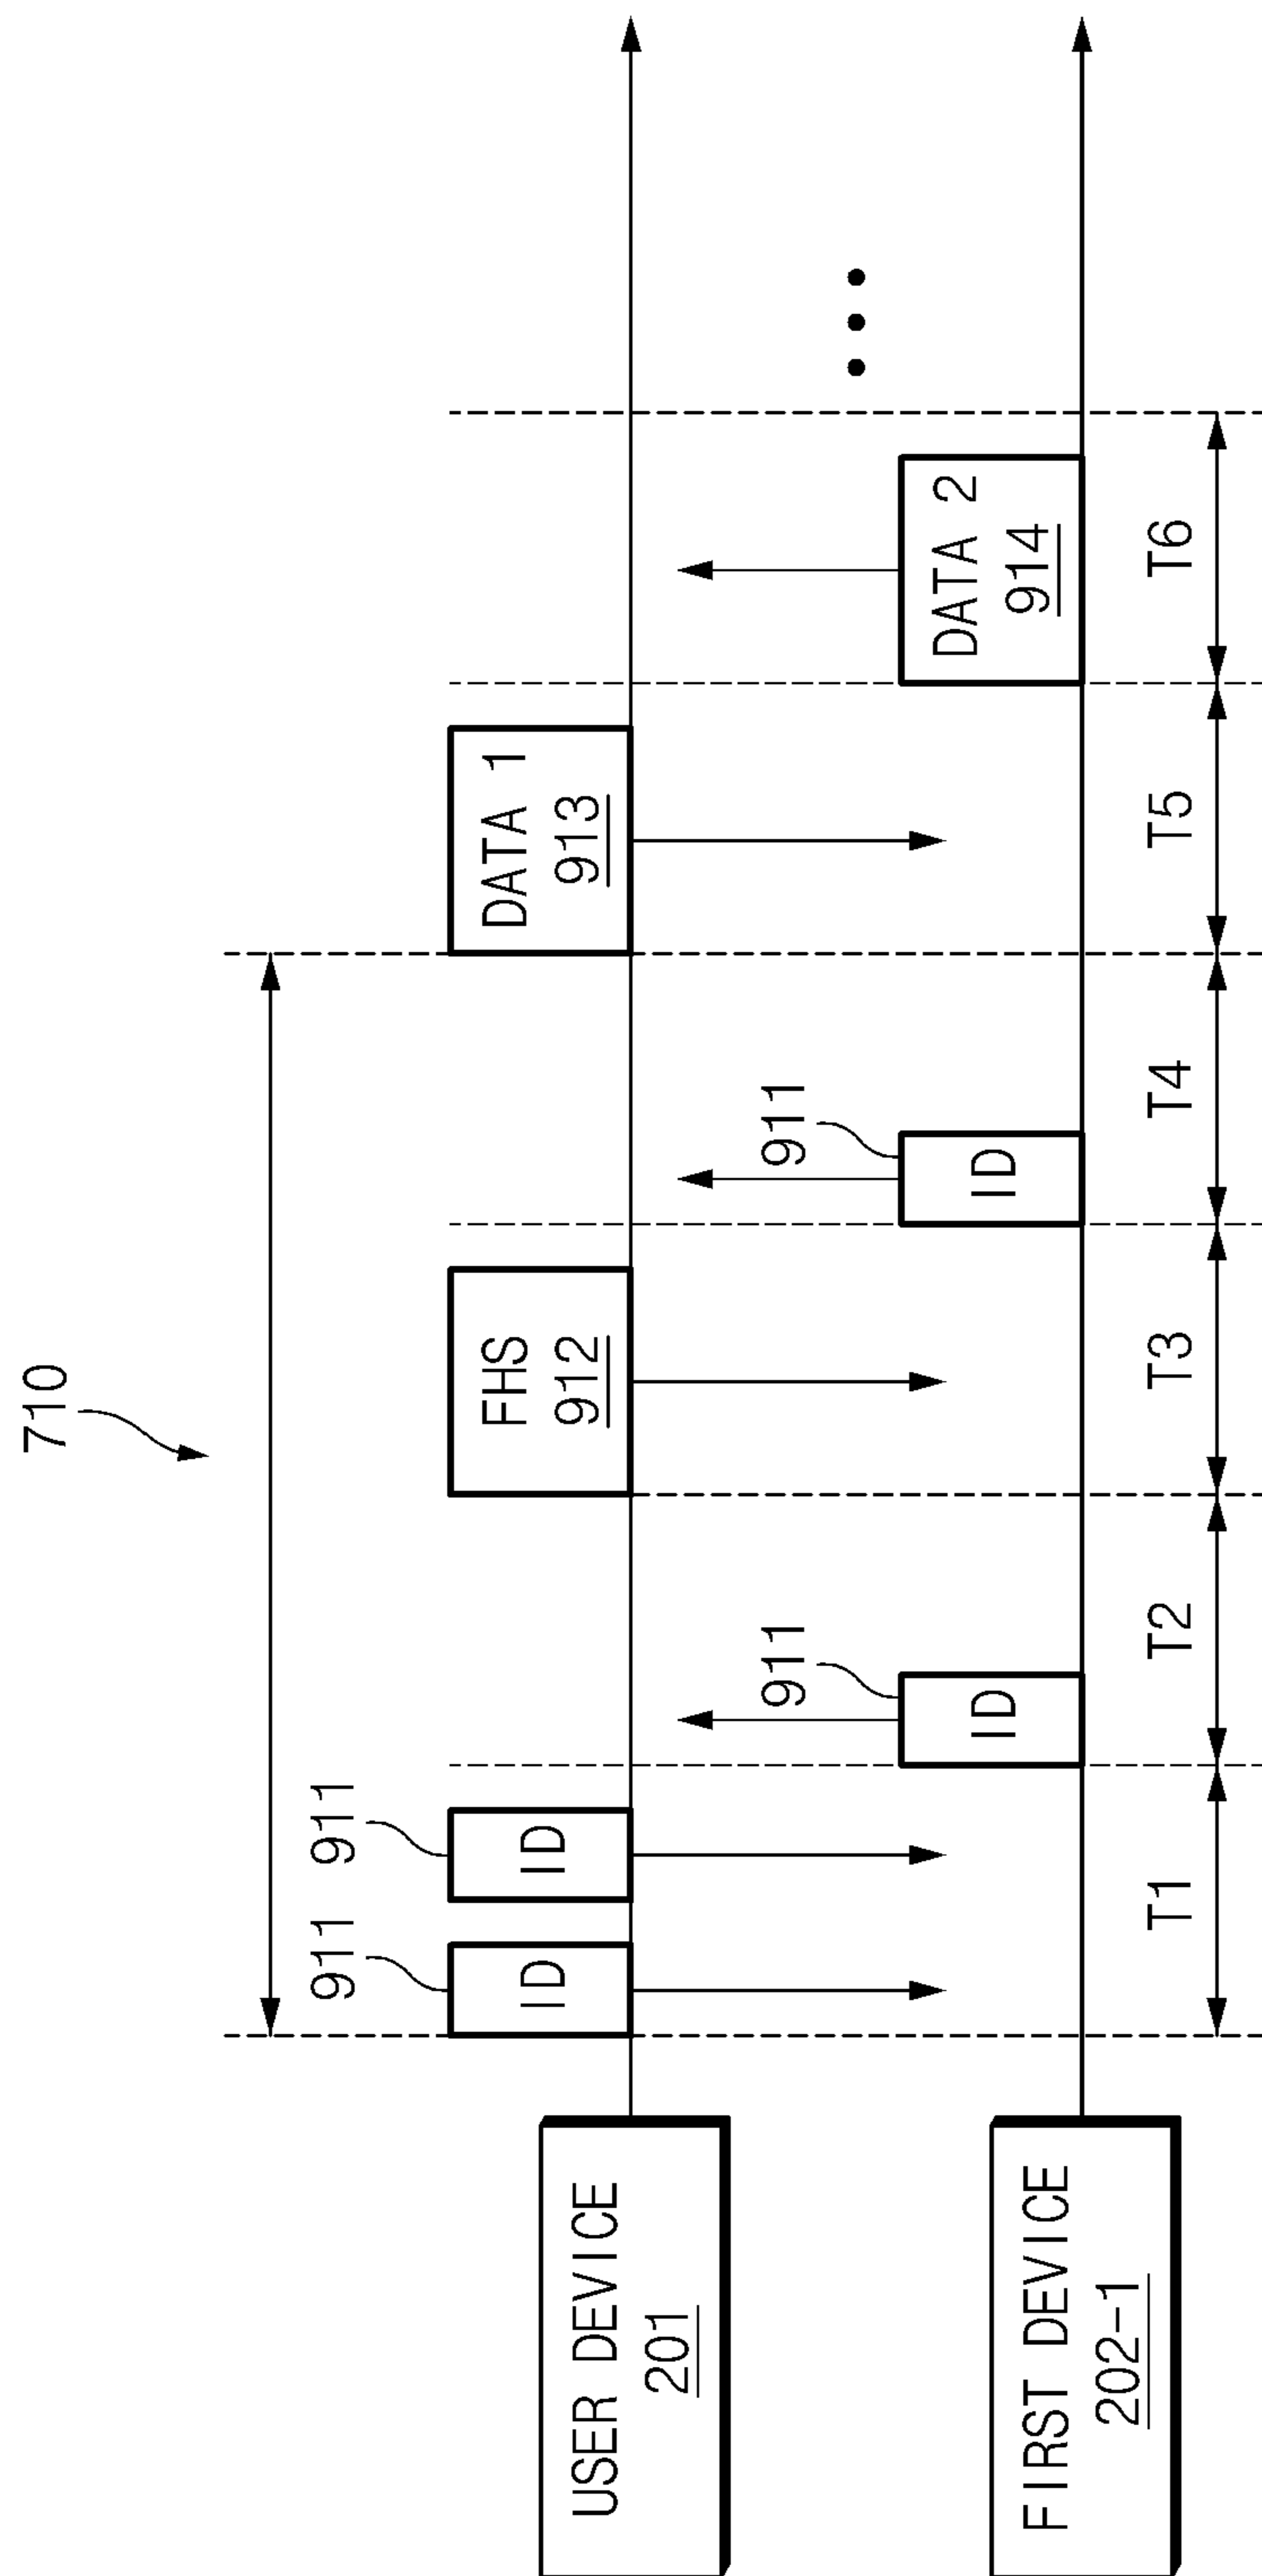 710
911
911
ID
ID
FHS
912
DATA 1
913
USER DEVICE
201
911
911
ID
ID
DATA 2
914
FIRST DEVICE
202-1
T1
T2
T3
T4
T5
T6